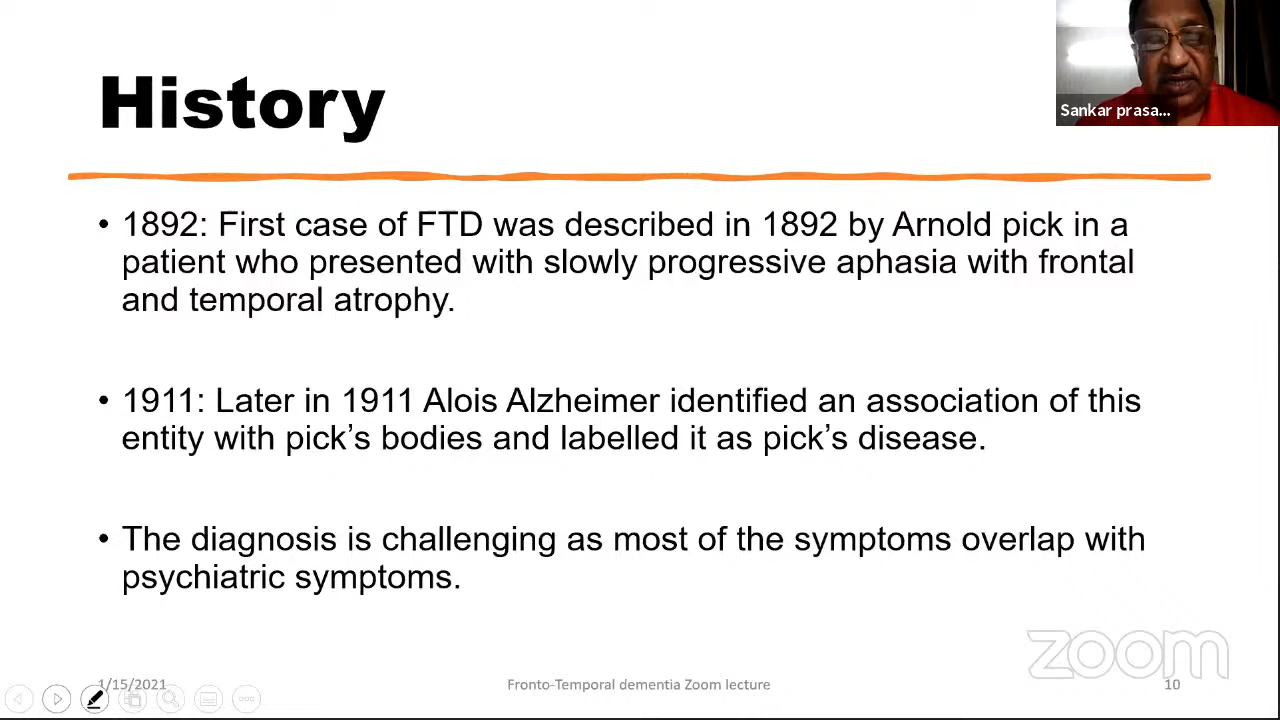 History
Sankar prasa...
• 1892: First case of FTD was described in 1892 by Arnold pick in a
patient who presented with slowly progressive aphasia with frontal
and temporal atrophy.
• 1911: Later in 1911 Alois Alzheimer identified an association of this
entity with pick’s bodies and labelled it as pick’s disease.
• The diagnosis is challenging as most of the symptoms overlap with
psychiatric symptoms.
zoom
1/15/2021
Fronto-Temporal dementia Zoom lecture
10